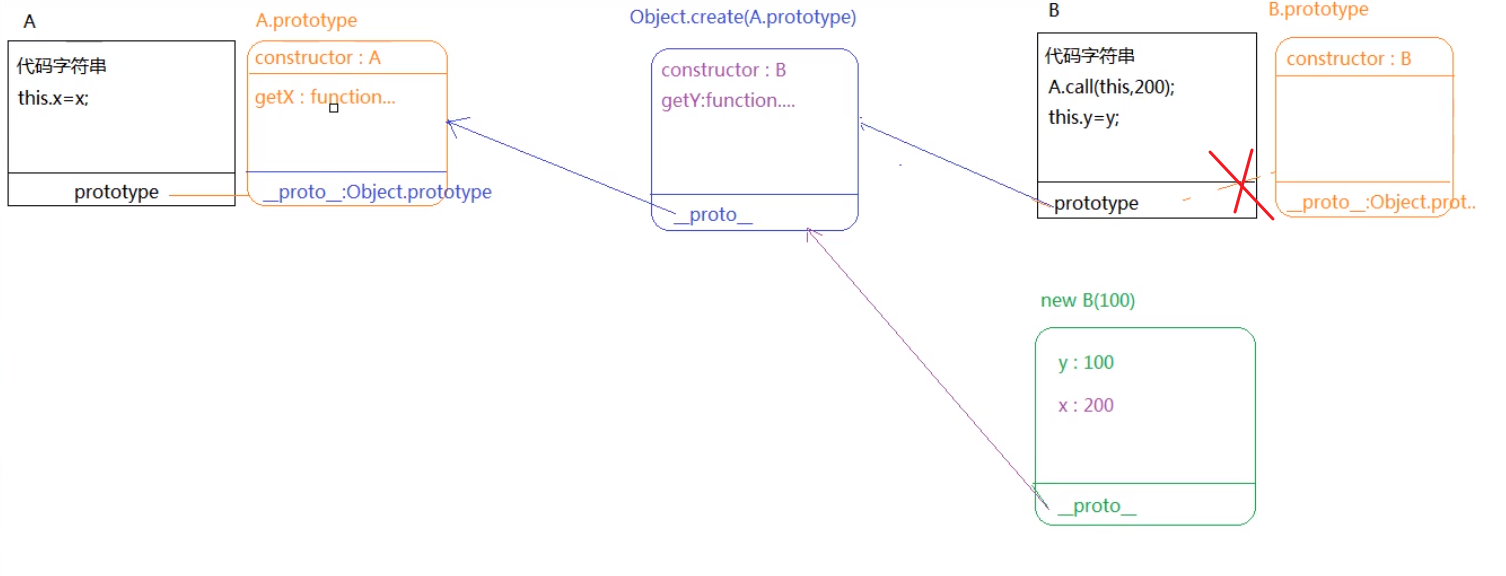 A
A.prototype
代码字符串
this.x=x;
prototype
constructor : A
getX : function...
__proto__:Object.prototype
Object.create(A.prototype)
constructor : B
getY:function....
__proto__
B
B.prototype
代码字符串
A.call(this,200);
this.y=y;
prototype
constructor : B
__proto__:Object.prot..
new B(100)
y : 100
x : 200
__proto__